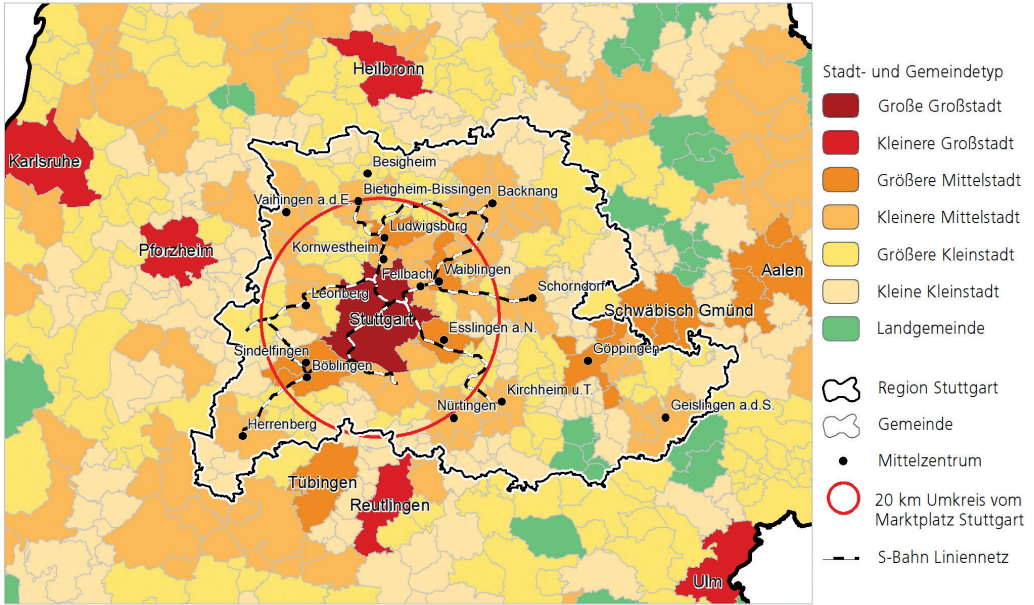 Heilbronn
Karlsruhe
Besigheim
Vaihingen a.d.E.
Bietigheim-Bissingen
Backnang
Ludwigsburg
Kornwestheim
Pforzheim
Fellbach
Waiblingen
Aalen
Leonberg
Schorndorf
Stuttgart
Schwäbisch Gmünd
Esslingen a.N.
Sindelfingen
Göppingen
Böblingen
Kirchheim u.T.
Nürtingen
Geislingen a.d.S.
Herrenberg
Tübingen
Reutlingen
Ulm
Stadt- und Gemeindetyp
Große Großstadt
Kleinere Großstadt
Größere Mittelstadt
Kleinere Mittelstadt
Größere Kleinstadt
Kleine Kleinstadt
Landgemeinde
Region Stuttgart
Gemeinde
Mittelzentrum
20 km Umkreis vom
Marktplatz Stuttgart
S-Bahn Liniennetz